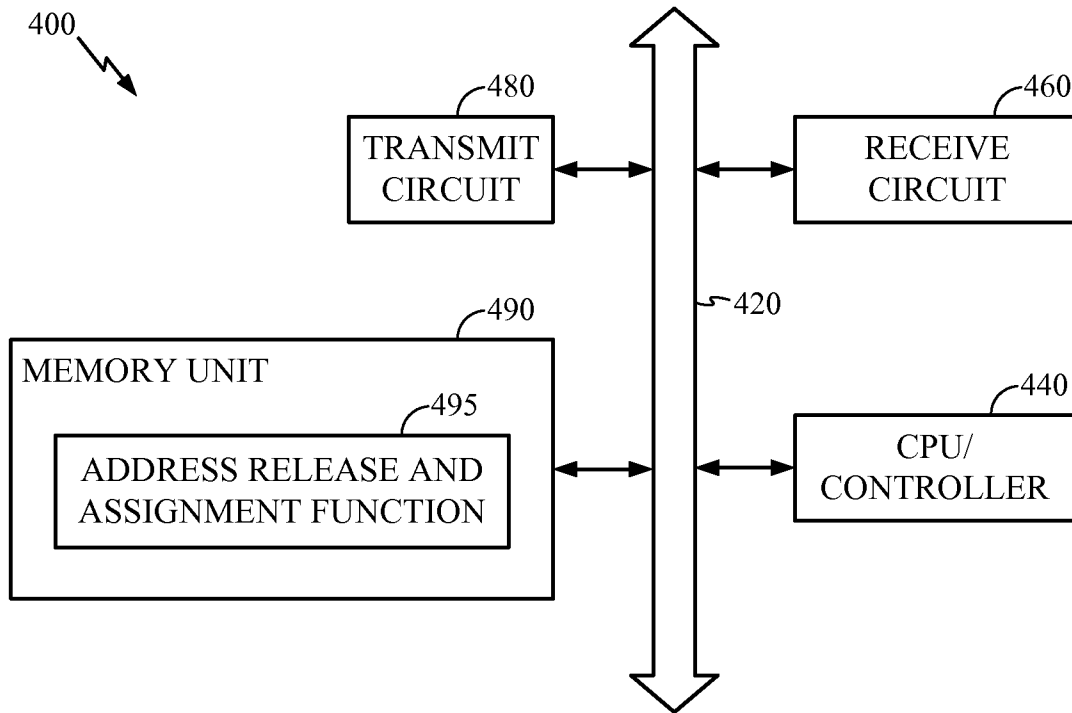 400
480
TRANSMIT
CIRCUIT
460
RECEIVE
CIRCUIT
420
490
MEMORY UNIT
495
ADDRESS RELEASE AND
ASSIGNMENT FUNCTION
440
CPU/
CONTROLLER